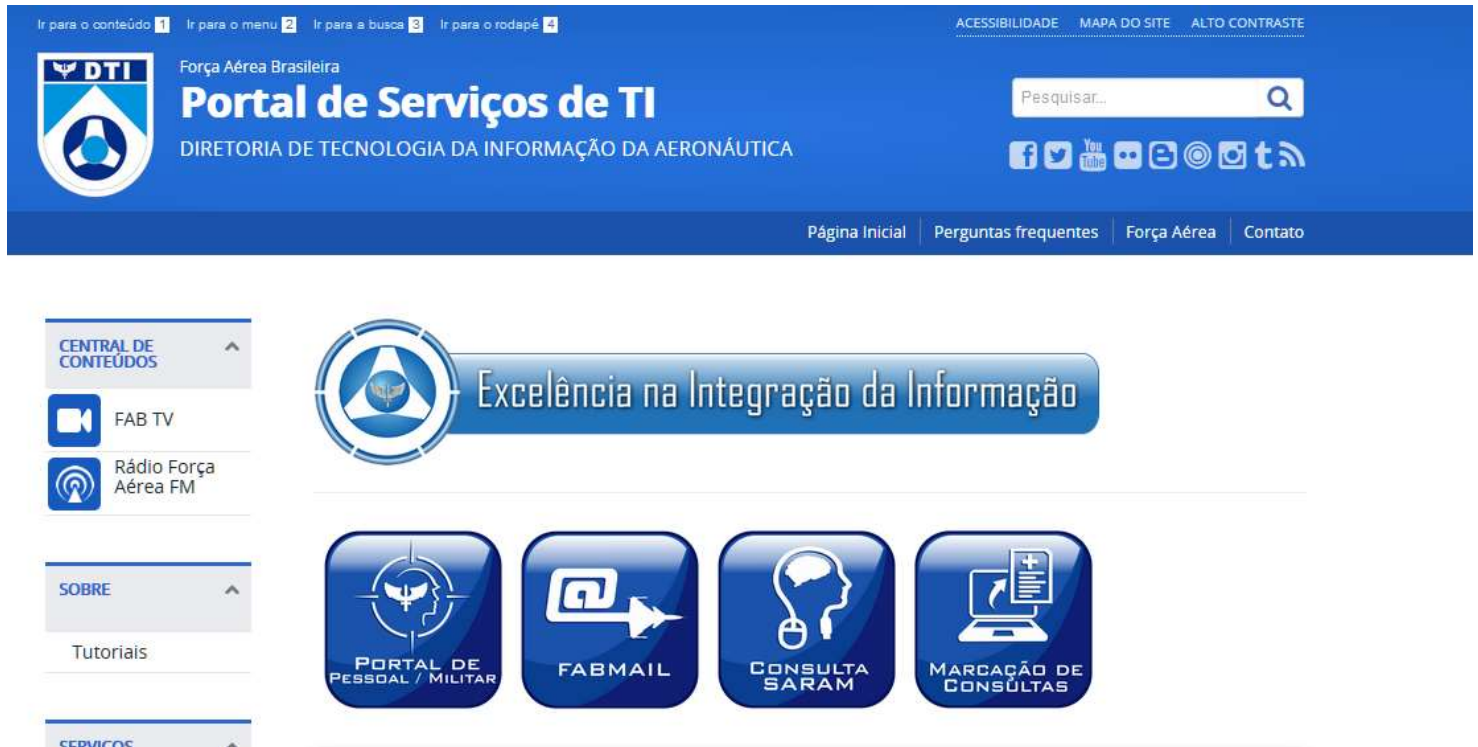 Ir para o conteúdo 1 Ir para o menu 2 Ir para a busca 3 Ir para o rodapé 4
ACESSIBILIDADE MAPA DO SITE ALTO CONTRASTE
DTI
Força Aérea Brasileira
Portal de Serviços de TI
DIRETORIA DE TECNOLOGIA DA INFORMAÇÃO DA AERONÁUTICA
Pesquisar...
You
Tube
Página Inicial
Perguntas frequentes
Força Aérea
Contato
CENTRAL DE
CONTEÚDOS
FAB TV
Rádio Força
Aérea FM
SOBRE
Tutoriais
SERVIÇOS
Excelência na Integração da Informação
PORTAL DE
PESSOAL / MILITAR
FABMAIL
CONSULTA
SARAM
MARCAÇÃO DE
CONSULTAS